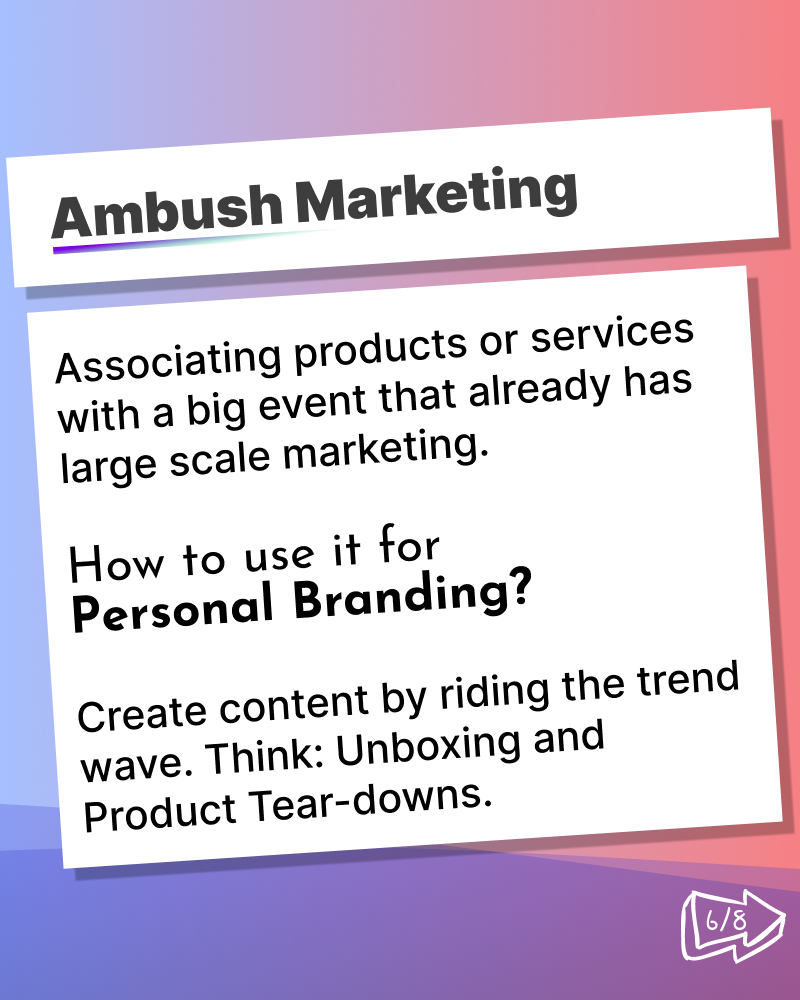 Ambush Marketing
Associating products or services
with a big event that already has
large scale marketing.
How to use it for
Personal Branding?
Create content by riding the trend
wave. Think: Unboxing and
Product Tear-downs.
6/8